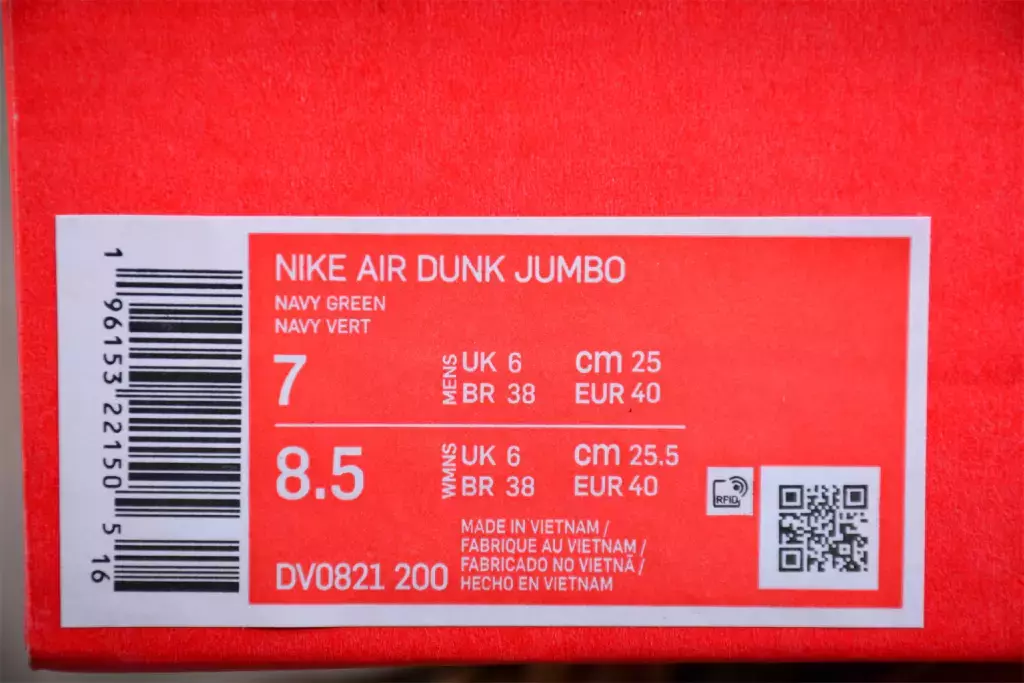 NIKE AIR DUNK JUMBO
NAVY GREEN
NAVY VERT
7 MENS UK 6 cm 25
BR 38 EUR 40
8.5 WMNS UK 6 cm 25.5
BR 38 EUR 40
MADE IN VIETNAM /
FABRIQUE AU VIETNAM /
FABRICADO NO VIETNÃ /
HECHO EN VIETNAM
DV0821 200
RFID
1 96153 22150 5 16